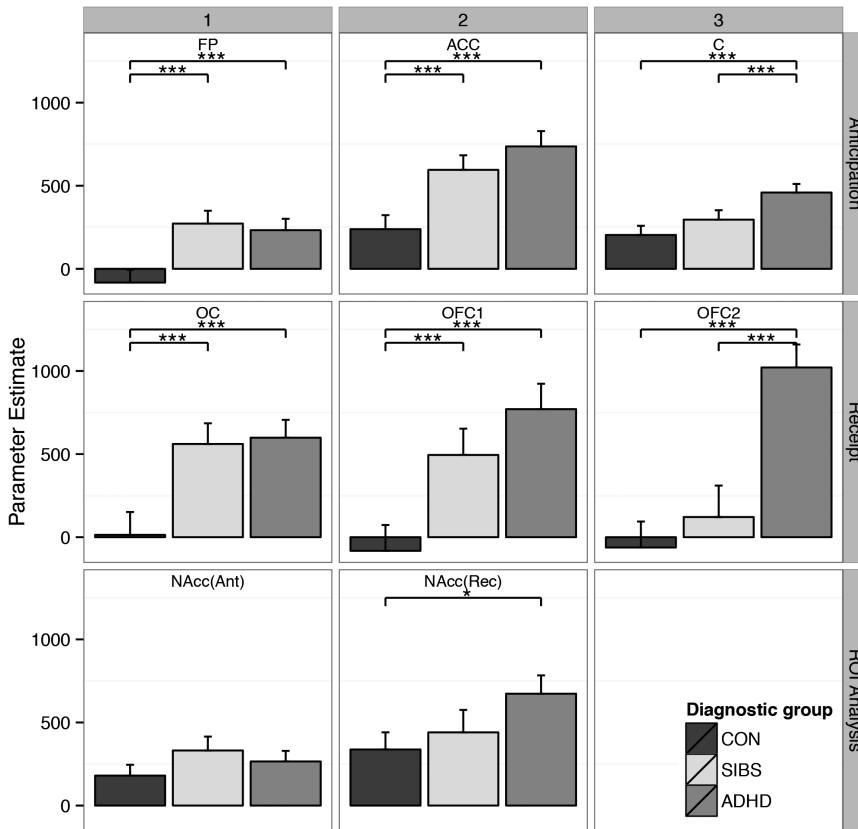 1 2 3
FP ACC C
*** *** ***
*** *** ***
1000
500
0
Anticipation
OC OFC1 OFC2
*** *** ***
*** *** ***
1000
500
0
Receipt
Parameter Estimate
NAcc(Ant) NAcc(Rec)
*
1000
500
0
ROI Analysis
Diagnostic group
CON
SIBS
ADHD